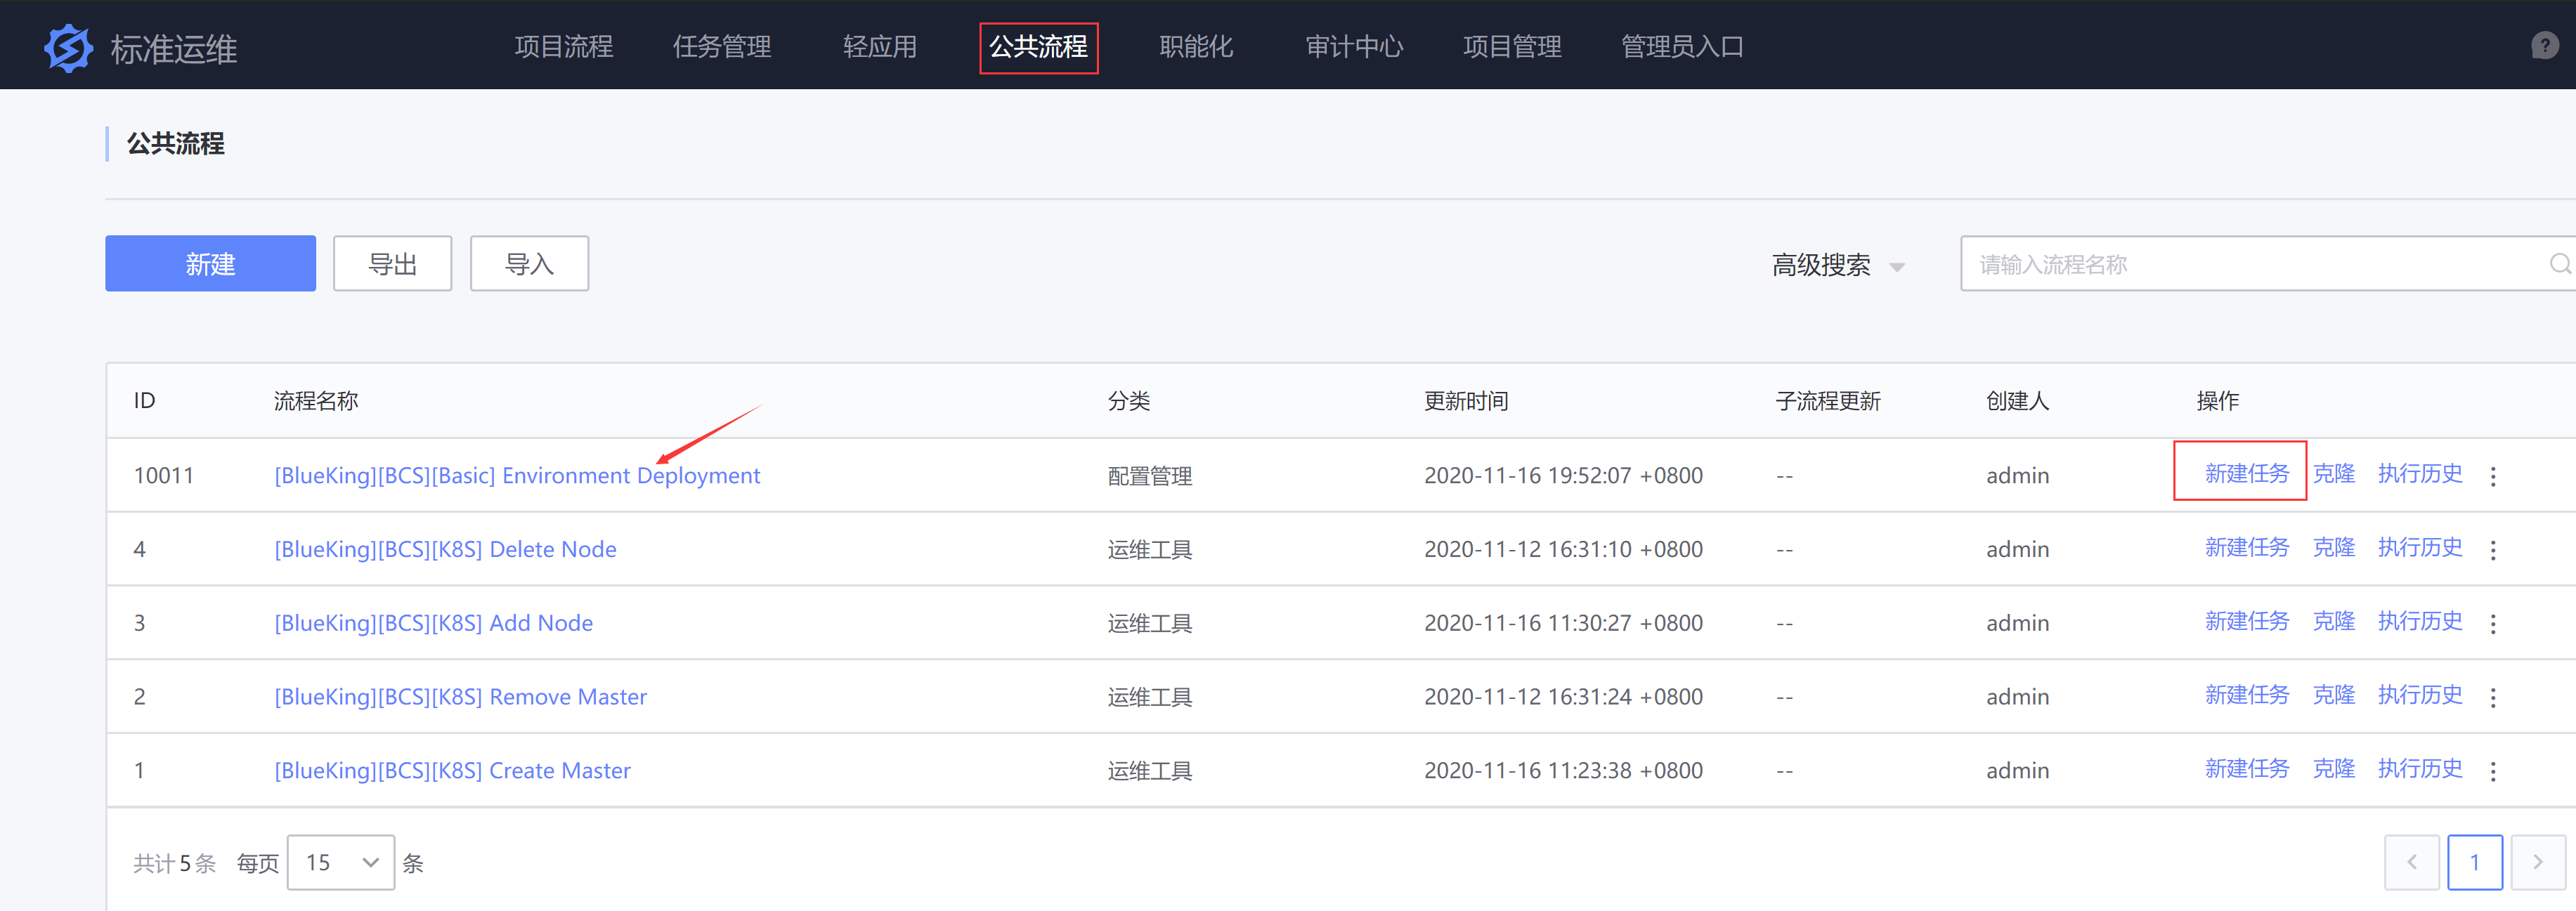 标准运维 项目流程 任务管理 轻应用 公共流程 职能化 审计中心 项目管理 管理员入口 ?
公共流程
新建 导出 导入 高级搜索 请输入流程名称
ID 流程名称 分类 更新时间 子流程更新 创建人 操作
10011 [BlueKing][BCS][Basic] Environment Deployment 配置管理 2020-11-16 19:52:07 +0800 -- admin 新建任务 克隆 执行历史
4 [BlueKing][BCS][K8S] Delete Node 运维工具 2020-11-12 16:31:10 +0800 -- admin 新建任务 克隆 执行历史
3 [BlueKing][BCS][K8S] Add Node 运维工具 2020-11-16 11:30:27 +0800 -- admin 新建任务 克隆 执行历史
2 [BlueKing][BCS][K8S] Remove Master 运维工具 2020-11-12 16:31:24 +0800 -- admin 新建任务 克隆 执行历史
1 [BlueKing][BCS][K8S] Create Master 运维工具 2020-11-16 11:23:38 +0800 -- admin 新建任务 克隆 执行历史
共计 5 条 每页 15 条 1